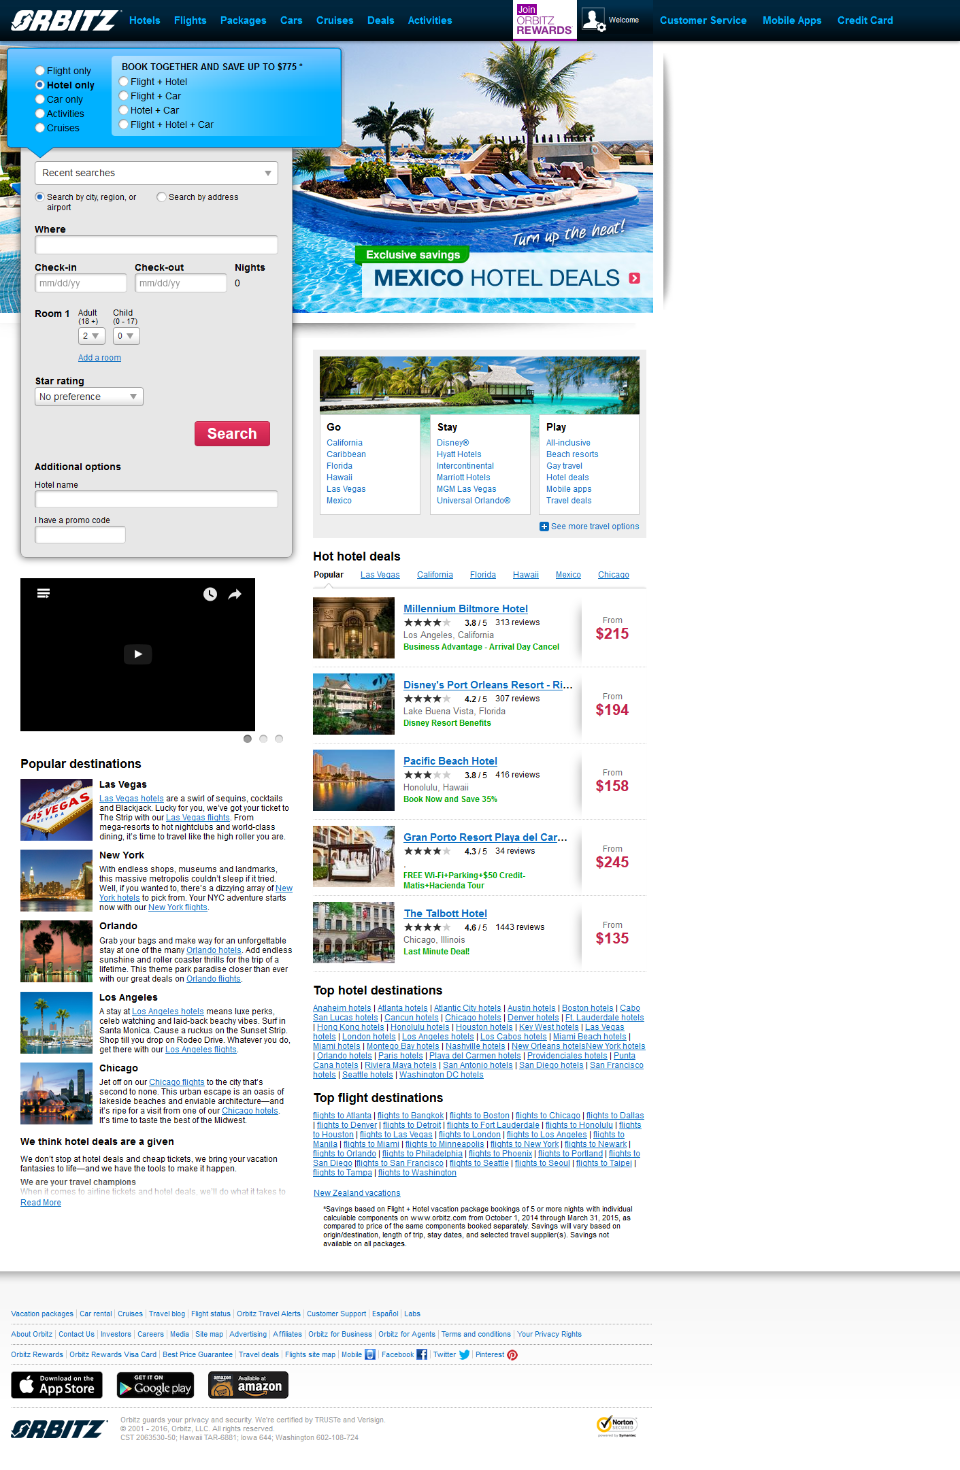 ORBITZ Hotels Flights Packages Cars Cruises Deals Activities Join ORBITZ REWARDS Welcome Customer Service Mobile Apps Credit Card
Flight only
Hotel only
Car only
Activities
Cruises
BOOK TOGETHER AND SAVE UP TO $775 *
Flight + Hotel
Flight + Car
Hotel + Car
Flight + Hotel + Car
Recent searches
Search by city, region, or
airport
Search by address
Where
Check-in Check-out Nights
mm/dd/yy mm/dd/yy 0
Room 1 Adult Child
(18 +) (0 - 17)
2 0
Add a room
Star rating
No preference
Search
Additional options
Hotel name
I have a promo code
Turn up the heat!
Exclusive savings
MEXICO HOTEL DEALS
Go
California
Caribbean
Florida
Hawaii
Las Vegas
Mexico
Stay
Disney®
Hyatt Hotels
Intercontinental
Marriott Hotels
MGM Las Vegas
Universal Orlando®
Play
All-inclusive
Beach resorts
Gay travel
Hotel deals
Mobile apps
Travel deals
See more travel options
Hot hotel deals
Popular Las Vegas California Florida Hawaii Mexico Chicago
Millennium Biltmore Hotel
3.8 / 5 313 reviews
Los Angeles, California
Business Advantage - Arrival Day Cancel
From
$215
Disney's Port Orleans Resort - Ri...
4.2 / 5 307 reviews
Lake Buena Vista, Florida
Disney Resort Benefits
From
$194
Pacific Beach Hotel
3.8 / 5 416 reviews
Honolulu, Hawaii
Book Now and Save 35%
From
$158
Gran Porto Resort Playa del Car...
4.3 / 5 34 reviews
,
FREE Wi-Fi+Parking+$50 Credit-
Matis+Hacienda Tour
From
$245
The Talbott Hotel
4.6 / 5 1443 reviews
Chicago, Illinois
Last Minute Deal!
From
$135
Popular destinations
LAS VEGAS
NEVADA
Las Vegas
Las Vegas hotels are a swirl of sequins, cocktails
and Blackjack. Lucky for you, we've got your ticket to
The Strip with our Las Vegas flights. From
mega-resorts to hot nightclubs and world-class
dining, it's time to travel like the high roller you are.
New York
With endless shops, museums and landmarks,
this massive metropolis couldn't sleep if it tried.
Well, if you wanted to, there's a dizzying array of New
York hotels to pick from. Your NYC adventure starts
now with our New York flights.
Orlando
Grab your bags and make way for an unforgettable
stay at one of the many Orlando hotels. Add endless
sunshine and roller coaster thrills for the trip of a
lifetime. This theme park paradise closer than ever
with our great deals on Orlando flights.
Los Angeles
A stay at Los Angeles hotels means luxe perks,
celeb watching and laid-back beachy vibes. Surf in
Santa Monica. Cause a ruckus on the Sunset Strip.
Shop till you drop on Rodeo Drive. Whatever you do,
get there with our Los Angeles flights.
Chicago
Jet off on our Chicago flights to the city that's
second to none. This urban escape is an oasis of
lakeside beaches and enviable architecture—and
it's ripe for a visit from one of our Chicago hotels.
It's time to taste the best of the Midwest.
We think hotel deals are a given
We don't stop at hotel deals and cheap tickets, we bring your vacation
fantasies to life—and we have the tools to make it happen.
We are your travel champions
When it comes to airline tickets and hotel deals, we'll do what it takes to
Read More
Top hotel destinations
Anaheim hotels | Atlanta hotels | Atlantic City hotels | Austin hotels | Boston hotels | Cabo
San Lucas hotels | Cancun hotels | Chicago hotels | Denver hotels | Ft. Lauderdale hotels
| Hong Kong hotels | Honolulu hotels | Houston hotels | Key West hotels | Las Vegas
hotels | London hotels | Los Angeles hotels | Los Cabos hotels | Miami Beach hotels |
Miami hotels | Montego Bay hotels | Nashville hotels | New Orleans hotelsNew York hotels
| Orlando hotels | Paris hotels | Playa del Carmen hotels | Providenciales hotels | Punta
Cana hotels | Riviera Maya hotels | San Antonio hotels | San Diego hotels | San Francisco
hotels | Seattle hotels | Washington DC hotels
Top flight destinations
flights to Atlanta | flights to Bangkok | flights to Boston | flights to Chicago | flights to Dallas
| flights to Denver | flights to Detroit | flights to Fort Lauderdale | flights to Honolulu | flights
to Houston | flights to Las Vegas | flights to London | flights to Los Angeles | flights to
Manila | flights to Miami | flights to Minneapolis | flights to New York | flights to Newark |
flights to Orlando | flights to Philadelphia | flights to Phoenix | flights to Portland | flights to
San Diego |flights to San Francisco | flights to Seattle | flights to Seoul | flights to Taipei |
flights to Tampa | flights to Washington
New Zealand vacations
*Savings based on Flight + Hotel vacation package bookings of 5 or more nights with individual
calculable components on www.orbitz.com from October 1, 2014 through March 31, 2015, as
compared to price of the same components booked separately. Savings will vary based on
origin/destination, length of trip, stay dates, and selected travel supplier(s). Savings not
available on all packages.
Vacation packages | Car rental | Cruises | Travel blog | Flight status | Orbitz Travel Alerts | Customer Support | Español | Labs
About Orbitz | Contact Us | Investors | Careers | Media | Site map | Advertising | Affiliates | Orbitz for Business | Orbitz for Agents | Terms and conditions | Your Privacy Rights
Orbitz Rewards | Orbitz Rewards Visa Card | Best Price Guarantee | Travel deals | Flights site map | Mobile | Facebook | Twitter | Pinterest
Download on the App Store GET IT ON Google play Available at amazon
ORBITZ
Orbitz guards your privacy and security. We're certified by TRUSTe and Verisign.
© 2001 - 2016, Orbitz, LLC. All rights reserved.
CST 2063530-50; Hawaii TAR-6881; Iowa 644; Washington 602-108-724
Norton
SECURED
powered by Symantec